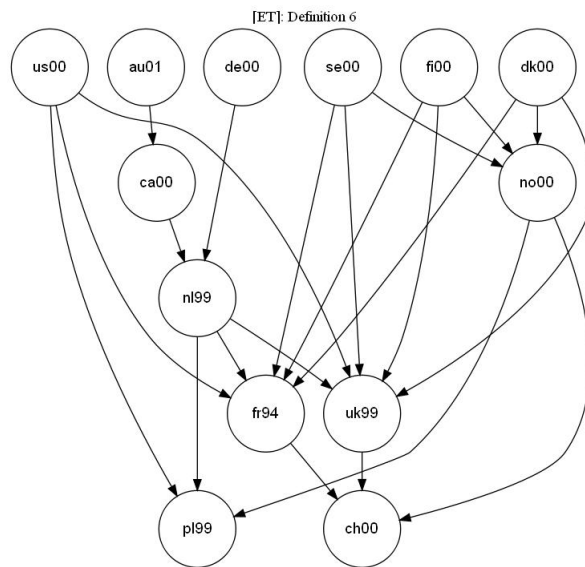 [ET]: Definition 6
us00 au01 de00 se00 fi00 dk00
ca00 no00
nl99
fr94 uk99
pl99 ch00